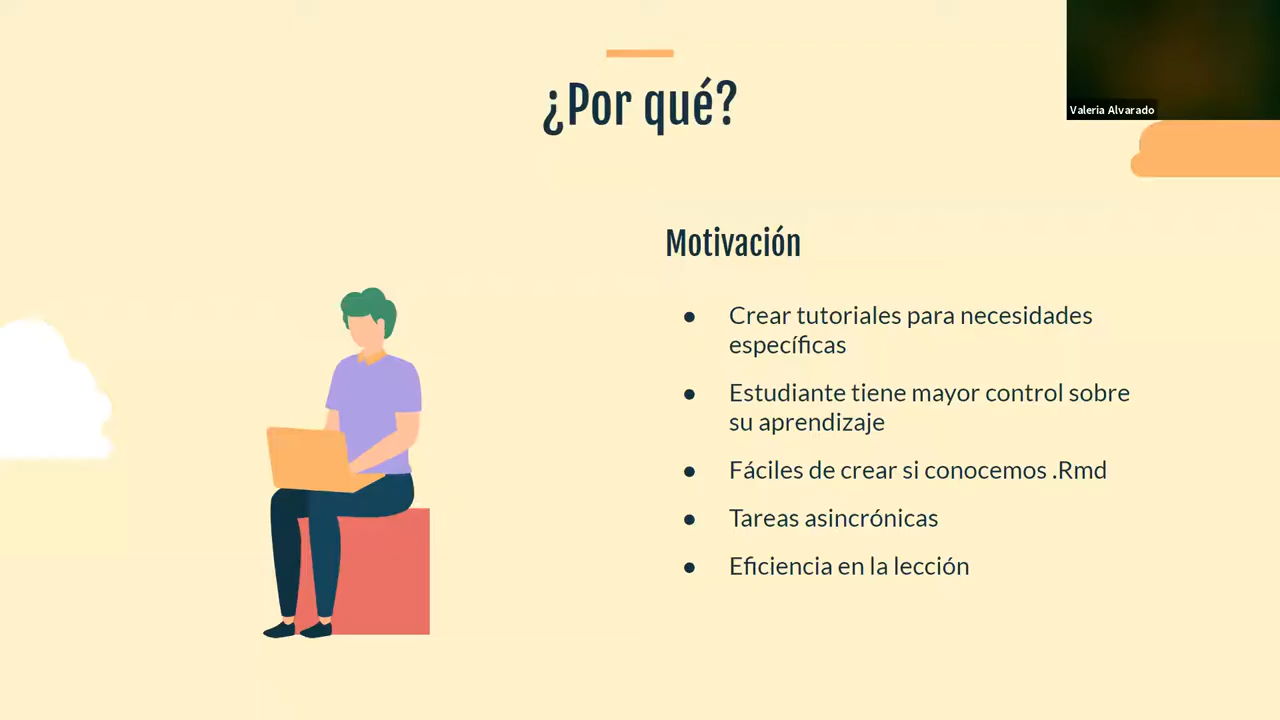 ¿Por qué?
Valeria Alvarado
Motivación
● Crear tutoriales para necesidades
específicas
● Estudiante tiene mayor control sobre
su aprendizaje
● Fáciles de crear si conocemos .Rmd
● Tareas asincrónicas
● Eficiencia en la lección